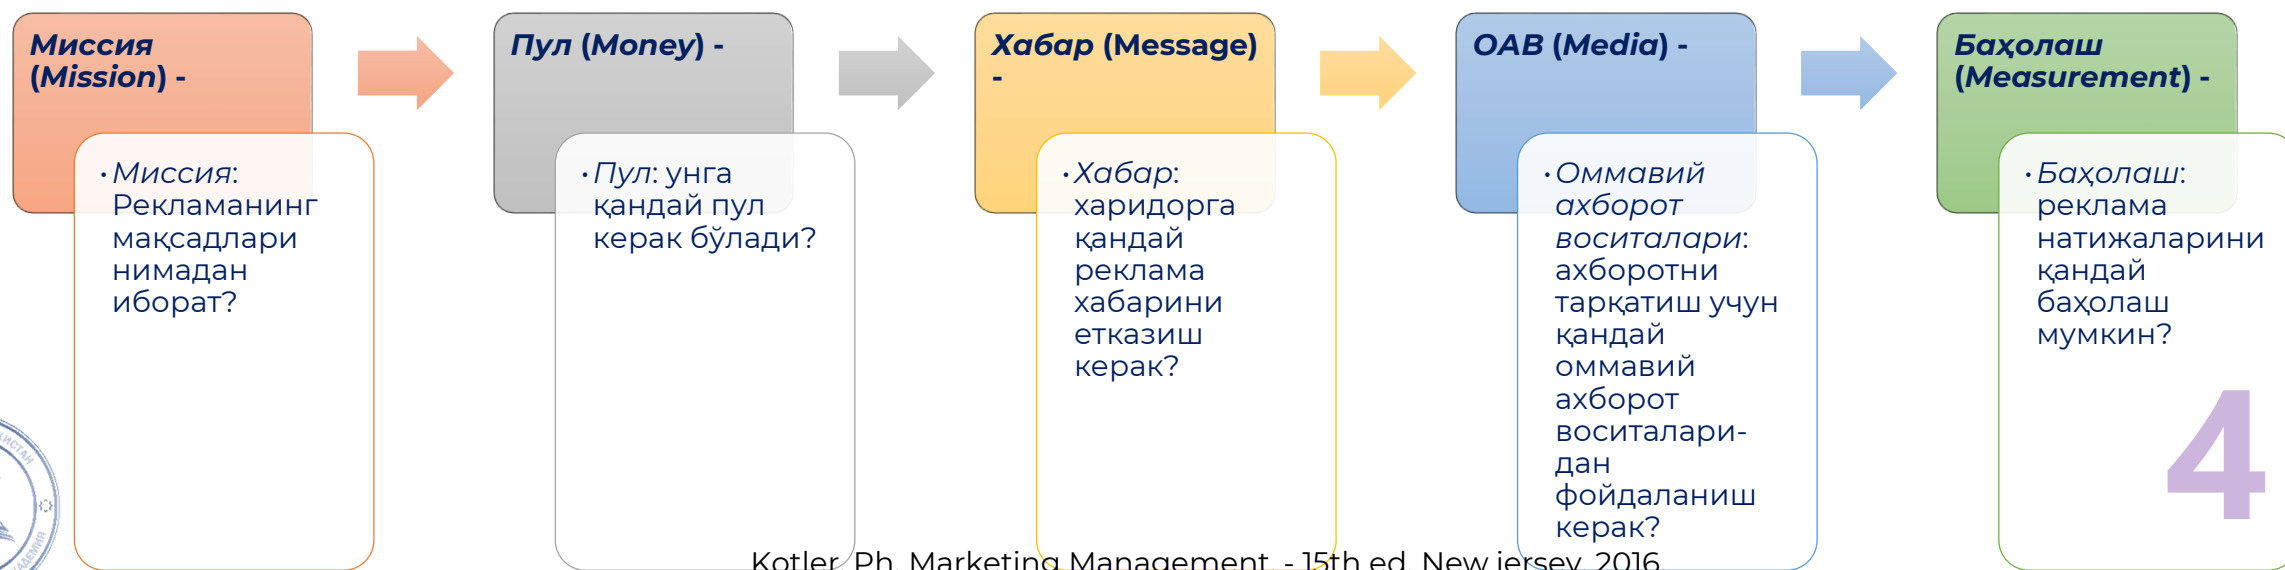 Миссия
(Mission) -
• Миссия:
Рекламанинг
мақсадлари
нимадан
иборат?
Пул (Money) -
• Пул: унга
қандай пул
керак бўлади?
Хабар (Message)
-
• Хабар:
харидорга
қандай
реклама
хабарини
етказиш
керак?
ОАВ (Media) -
• Оммавий
ахборот
воситалари:
ахборотни
тарқатиш учун
қандай
оммавий
ахборот
воситалари-
дан
фойдаланиш
керак?
Баҳолаш
(Measurement) -
• Баҳолаш:
реклама
натижаларини
қандай
баҳолаш
мумкин?
4
Kotler, Ph. Marketing Management. - 15th ed. New jersey. 2016.